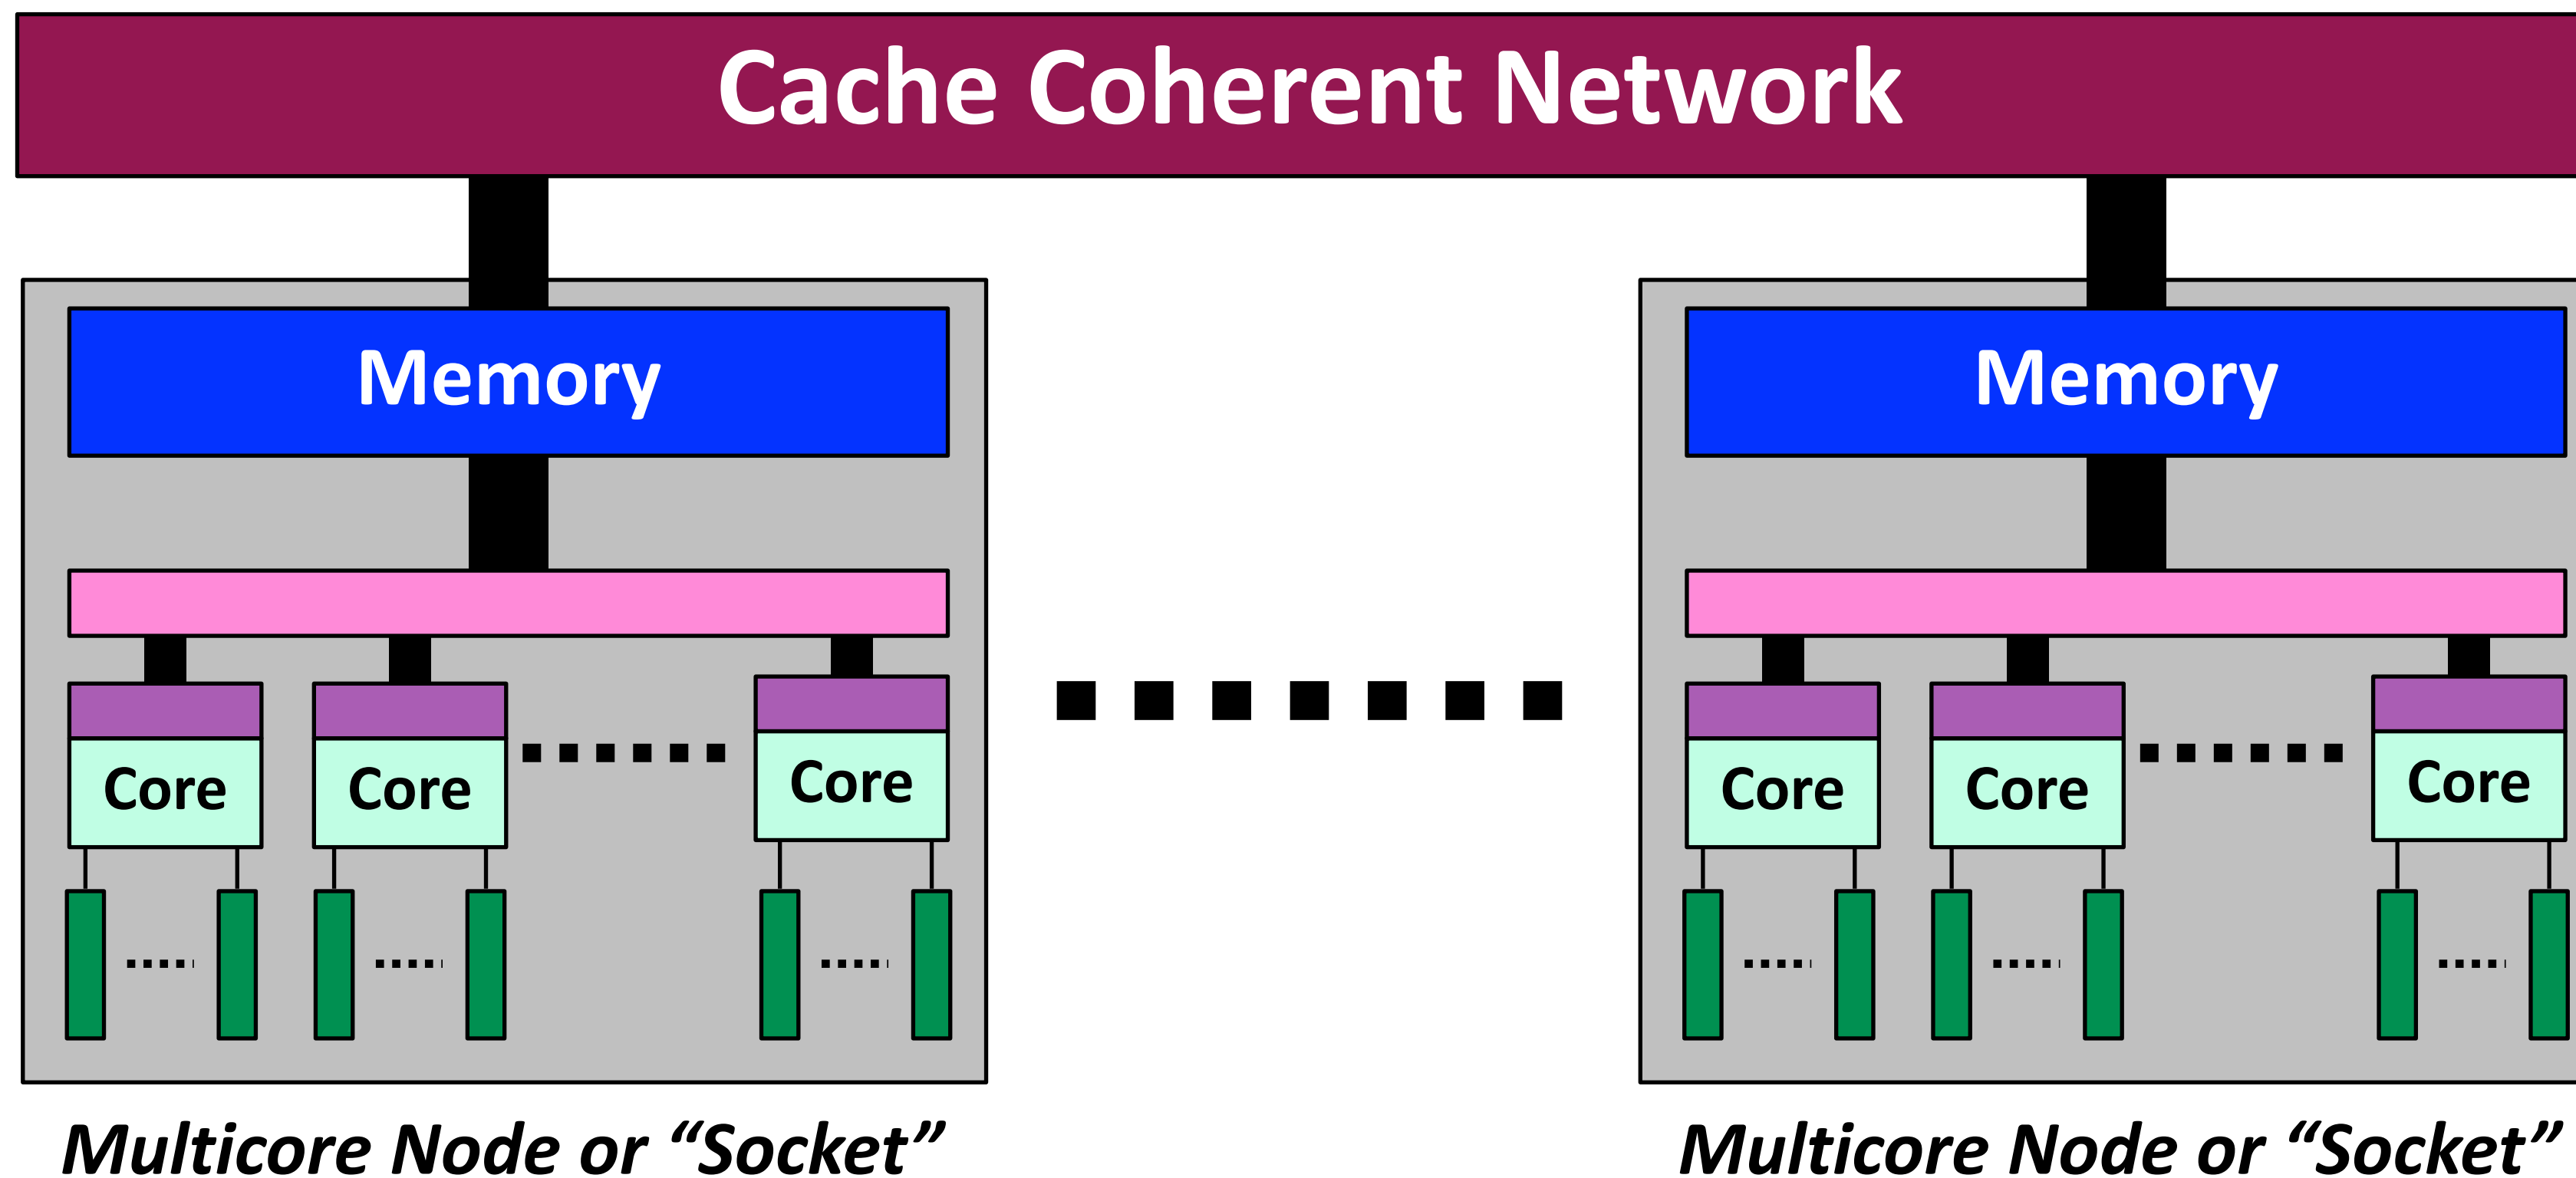 Cache Coherent Network
Memory
Memory
Core
Core
Core
Core
Core
Core
Multicore Node or “Socket”
Multicore Node or “Socket”